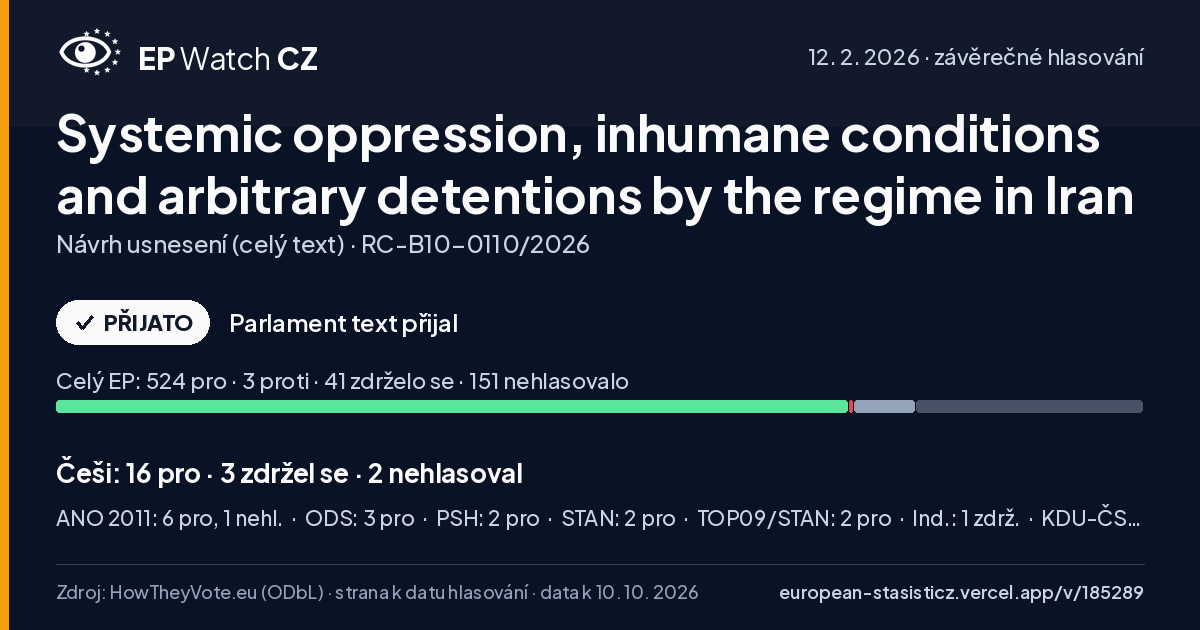 EP Watch CZ
12. 2. 2026 · závěrečné hlasování
Systemic oppression, inhumane conditions
and arbitrary detentions by the regime in Iran
Návrh usnesení (celý text) · RC-B10-0110/2026
✓ PŘIJATO
Parlament text přijal
Celý EP: 524 pro · 3 proti · 41 zdrželo se · 151 nehlasovalo
Češi: 16 pro · 3 zdržel se · 2 nehlasoval
ANO 2011: 6 pro, 1 nehl. · ODS: 3 pro · PSH: 2 pro · STAN: 2 pro · TOP09/STAN: 2 pro · Ind.: 1 zdrž. · KDU-ČS…
Zdroj: HowTheyVote.eu (ODbL) · strana k datu hlasování · data k 10. 10. 2026
european-stasisticz.vercel.app/v/185289